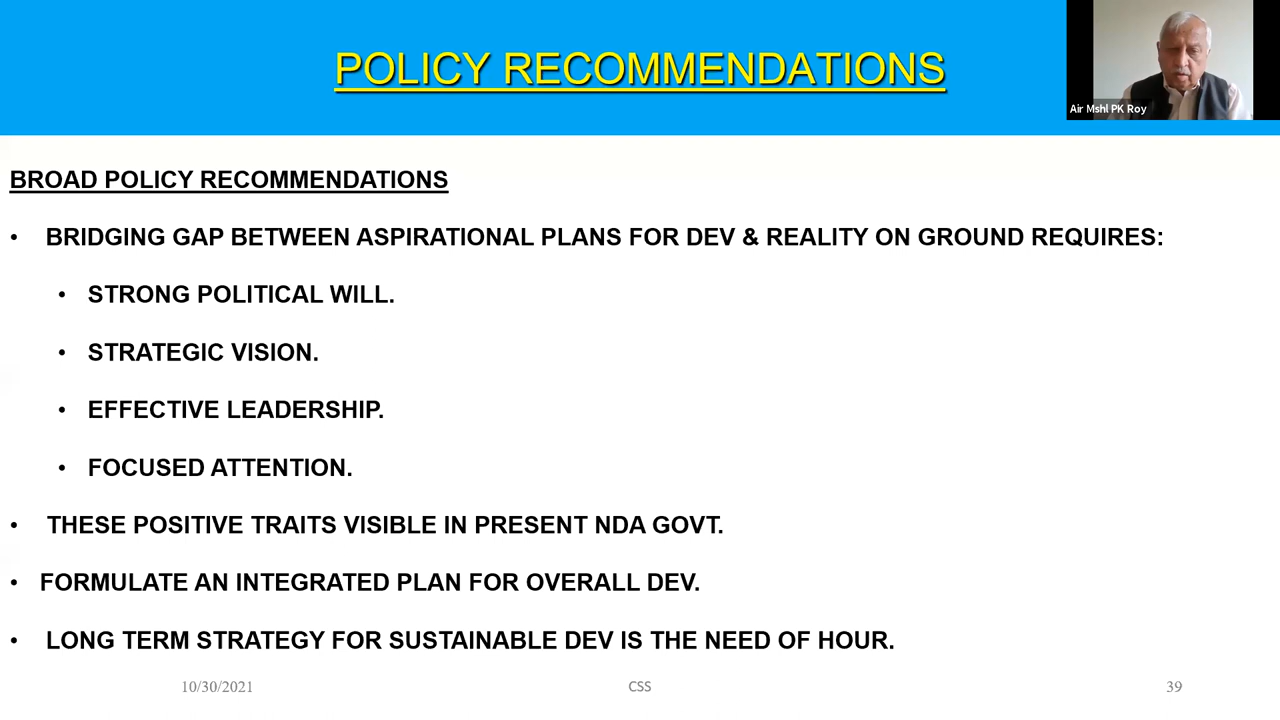 POLICY RECOMMENDATIONS
Air Mshl PK Roy
BROAD POLICY RECOMMENDATIONS
• BRIDGING GAP BETWEEN ASPIRATIONAL PLANS FOR DEV & REALITY ON GROUND REQUIRES:
• STRONG POLITICAL WILL.
• STRATEGIC VISION.
• EFFECTIVE LEADERSHIP.
• FOCUSED ATTENTION.
• THESE POSITIVE TRAITS VISIBLE IN PRESENT NDA GOVT.
• FORMULATE AN INTEGRATED PLAN FOR OVERALL DEV.
• LONG TERM STRATEGY FOR SUSTAINABLE DEV IS THE NEED OF HOUR.
10/30/2021 CSS 39